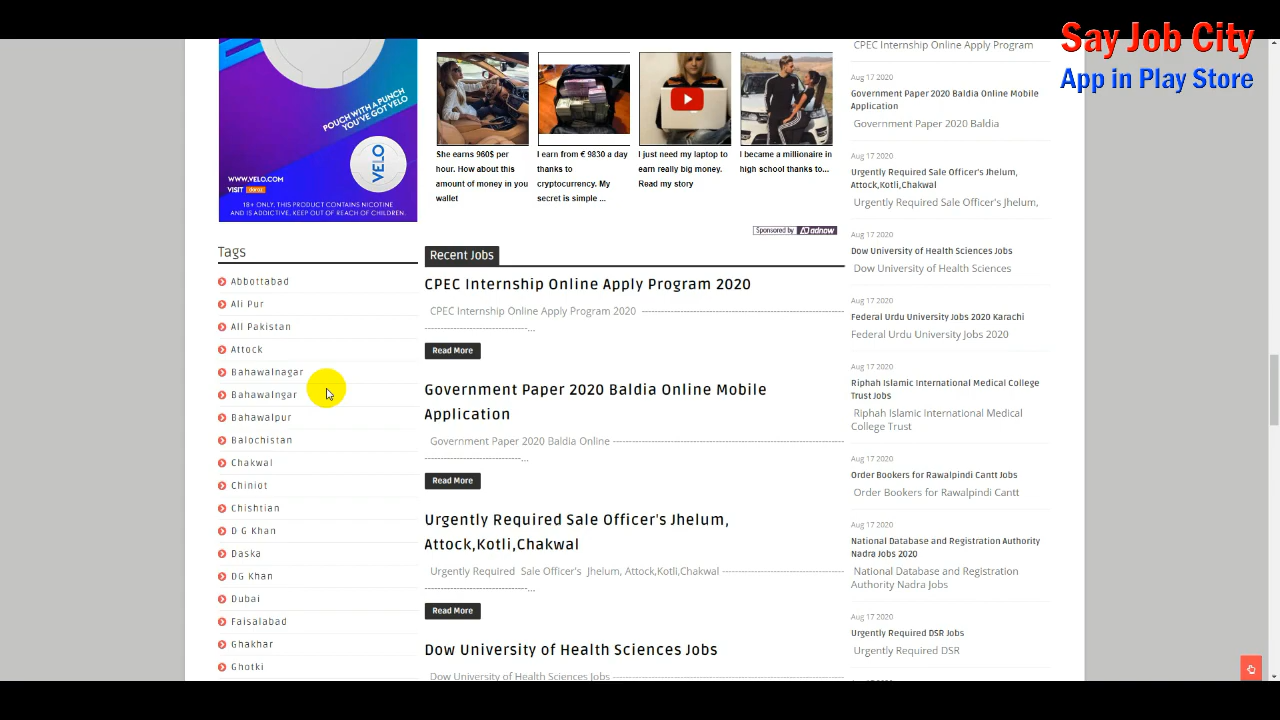 Say Job City
App in Play Store
POUCH WITH A PUNCH
YOU'VE GOT VELO
VELO
WWW.VELO.COM
VISIT daraz
18+ ONLY. THIS PRODUCT CONTAINS NICOTINE
AND IS ADDICTIVE, KEEP OUT OF REACH OF CHILDREN.
Tags
Abbottabad
Ali Pur
All Pakistan
Attock
Bahawalnagar
Bahawalngar
Bahawalpur
Balochistan
Chakwal
Chiniot
Chishtian
D G Khan
Daska
DG Khan
Dubai
Faisalabad
Ghakhar
Ghotki
She earns 960$ per
hour. How about this
amount of money in you
wallet
I earn from € 9830 a day
thanks to
cryptocurrency. My
secret is simple ...
I just need my laptop to
earn really big money.
Read my story
I became a millionaire in
high school thanks to...
Sponsored by adnow
Recent Jobs
CPEC Internship Online Apply Program 2020
CPEC Internship Online Apply Program 2020 ----------------------------------------------------
--------------------------...
Read More
Government Paper 2020 Baldia Online Mobile
Application
Government Paper 2020 Baldia Online ------------------------------------------------------------
-------------------------...
Read More
Urgently Required Sale Officer's Jhelum,
Attock,Kotli,Chakwal
Urgently Required  Sale Officer's  Jhelum, Attock,Kotli,Chakwal -------------------------------
--------------------------...
Read More
Dow University of Health Sciences Jobs
Dow University of Health Sciences Jobs ------------------------------------------------------------
CPEC Internship Online Apply Program
Aug 17 2020
Government Paper 2020 Baldia Online Mobile
Application
Government Paper 2020 Baldia
Aug 17 2020
Urgently Required Sale Officer's Jhelum,
Attock,Kotli,Chakwal
Urgently Required Sale Officer's Jhelum,
Aug 17 2020
Dow University of Health Sciences Jobs
Dow University of Health Sciences
Aug 17 2020
Federal Urdu University Jobs 2020 Karachi
Federal Urdu University Jobs 2020
Aug 17 2020
Riphah Islamic International Medical College
Trust Jobs
Riphah Islamic International Medical
College Trust
Aug 17 2020
Order Bookers for Rawalpindi Cantt Jobs
Order Bookers for Rawalpindi Cantt
Aug 17 2020
National Database and Registration Authority
Nadra Jobs 2020
National Database and Registration
Authority Nadra Jobs
Aug 17 2020
Urgently Required DSR Jobs
Urgently Required DSR